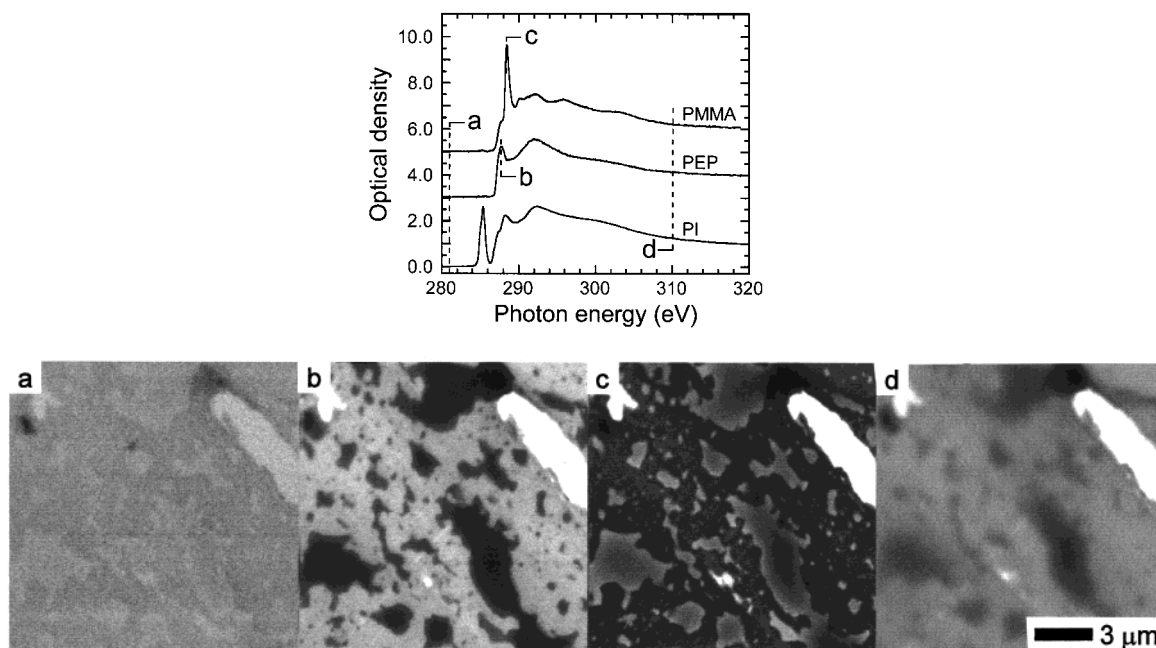 10.0
8.0
6.0
4.0
2.0
0.0
Optical density
a
c
b
d
PMMA
PEP
PI
280 290 300 310 320
Photon energy (eV)
a b c d
3 μm